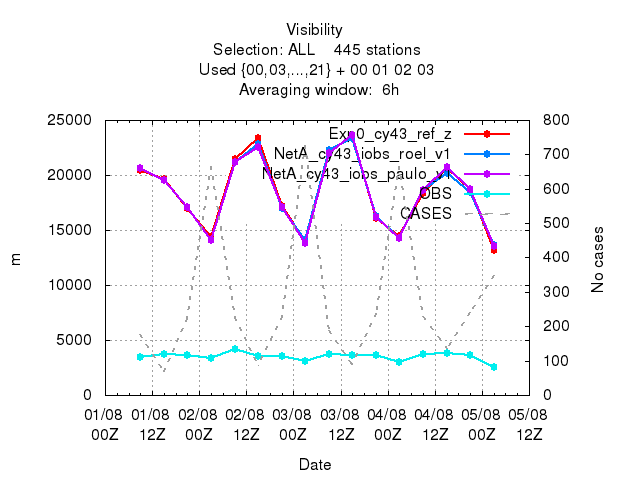 Visibility
Selection: ALL 445 stations
Used {00,03,...,21} + 00 01 02 03
Averaging window: 6h
25000
20000
15000
10000
5000
0
m
800
700
600
500
400
300
200
100
0
No cases
NetA_cy43_iobs_roel_v1
OBS
CASES
01/08 01/08 02/08 02/08 03/08 03/08 04/08 04/08 05/08 05/08
00Z 12Z 00Z 12Z 00Z 12Z 00Z 12Z 00Z 12Z
Date